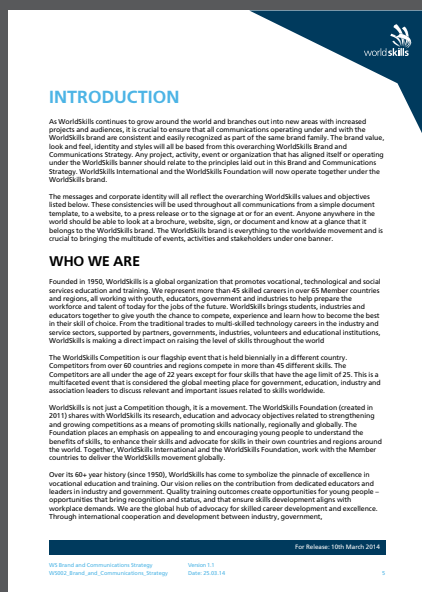 worldskills
INTRODUCTION
As WorldSkills continues to grow around the world and branches out into new areas with increased
projects and audiences, it is crucial to ensure that all communications operating under and with the
WorldSkills brand are consistent and easily recognized as part of the same brand family. The brand value,
look and feel, identity and styles will all be based from this overarching WorldSkills Brand and
Communications Strategy. Any project, activity, event or organization that has aligned itself or operating
under the WorldSkills banner should relate to the principles laid out in this Brand and Communications
Strategy. WorldSkills International and the WorldSkills Foundation will now operate together under the
WorldSkills brand.
The messages and corporate identity will all reflect the overarching WorldSkills values and objectives
listed below. These consistencies will be used throughout all communications from a simple document
template, to a website, to a press release or to the signage at or for an event. Anyone anywhere in the
world should be able to look at a brochure, website, sign, or document and know at a glance that it
belongs to the WorldSkills brand. The WorldSkills brand is everything to the worldwide movement and is
crucial to bringing the multitude of events, activities and stakeholders under one banner.
WHO WE ARE
Founded in 1950, WorldSkills is a global organization that promotes vocational, technological and social
services education and training. We represent more than 45 skilled careers in over 65 Member countries
and regions, all working with youth, educators, government and industries to help prepare the
workforce and talent of today for the jobs of the future. WorldSkills brings students, industries and
educators together to give youth the chance to compete, experience and learn how to become the best
in their skill of choice. From the traditional trades to multi-skilled technology careers in the industry and
service sectors, supported by partners, governments, industries, volunteers and educational institutions,
WorldSkills is making a direct impact on raising the level of skills throughout the world
The WorldSkills Competition is our flagship event that is held biennially in a different country.
Competitors from over 60 countries and regions compete in more than 45 different skills. The
Competitors are all under the age of 22 years except for four skills that have the age limit of 25. This is a
multifaceted event that is considered the global meeting place for government, education, industry and
association leaders to discuss relevant and important issues related to skills worldwide.
WorldSkills is not just a Competition though, it is a movement. The WorldSkills Foundation (created in
2011) shares with WorldSkills its research, education and advocacy objectives related to strengthening
and growing competitions as a means of promoting skills nationally, regionally and globally. The
Foundation places an emphasis on appealing to and encouraging young people to understand the
benefits of skills, to enhance their skills and advocate for skills in their own countries and regions around
the world. Together, WorldSkills International and the WorldSkills Foundation, work with the Member
countries to deliver the WorldSkills movement globally.
Over its 60+ year history (since 1950), WorldSkills has come to symbolize the pinnacle of excellence in
vocational education and training. Our vision relies on the contribution from dedicated educators and
leaders in industry and government. Quality training outcomes create opportunities for young people –
opportunities that bring recognition and status, and that ensure skills development aligns with
workplace demands. We are the global hub of advocacy for skilled career development and excellence.
Through international cooperation and development between industry, government,
For Release: 10th March 2014
WS Brand and Communications Strategy Version 1.1
WS002_Brand_and_Communications_Strategy Date: 25.03.14 5